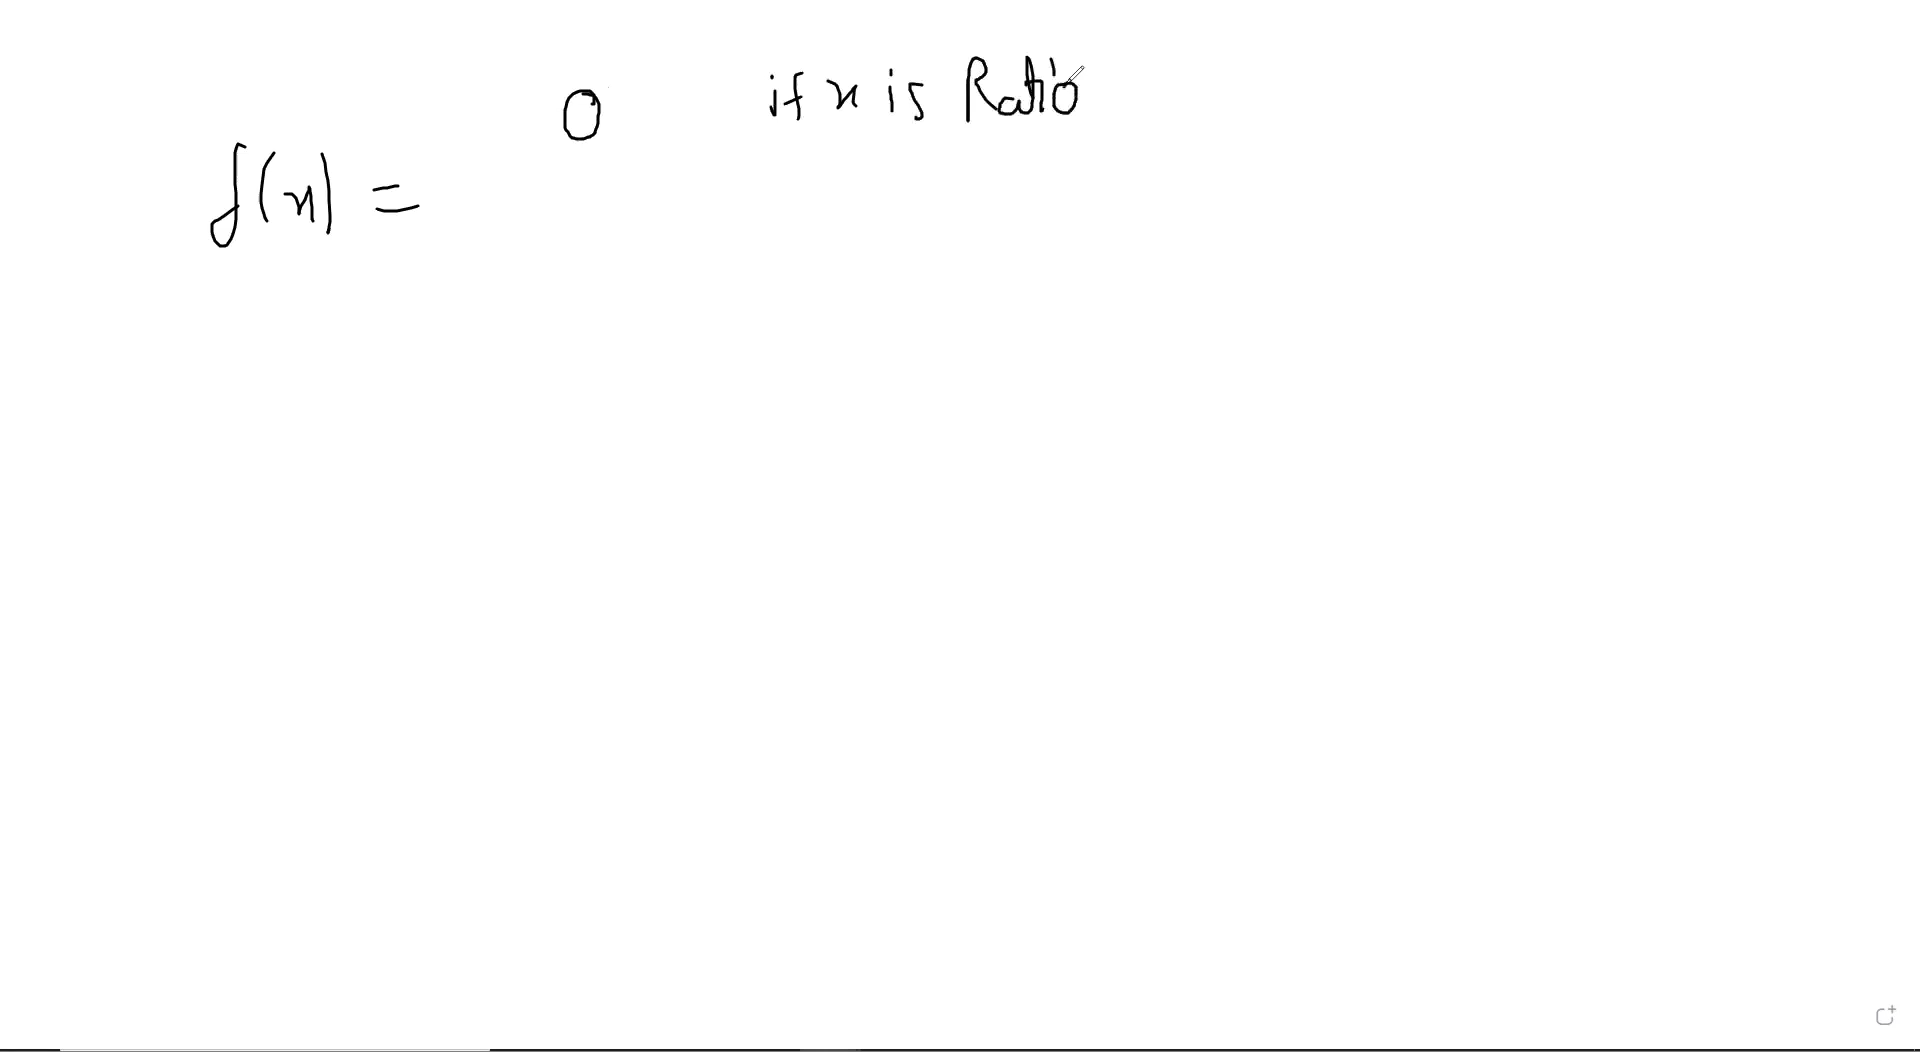 0 if x is Ratio
f(x) =